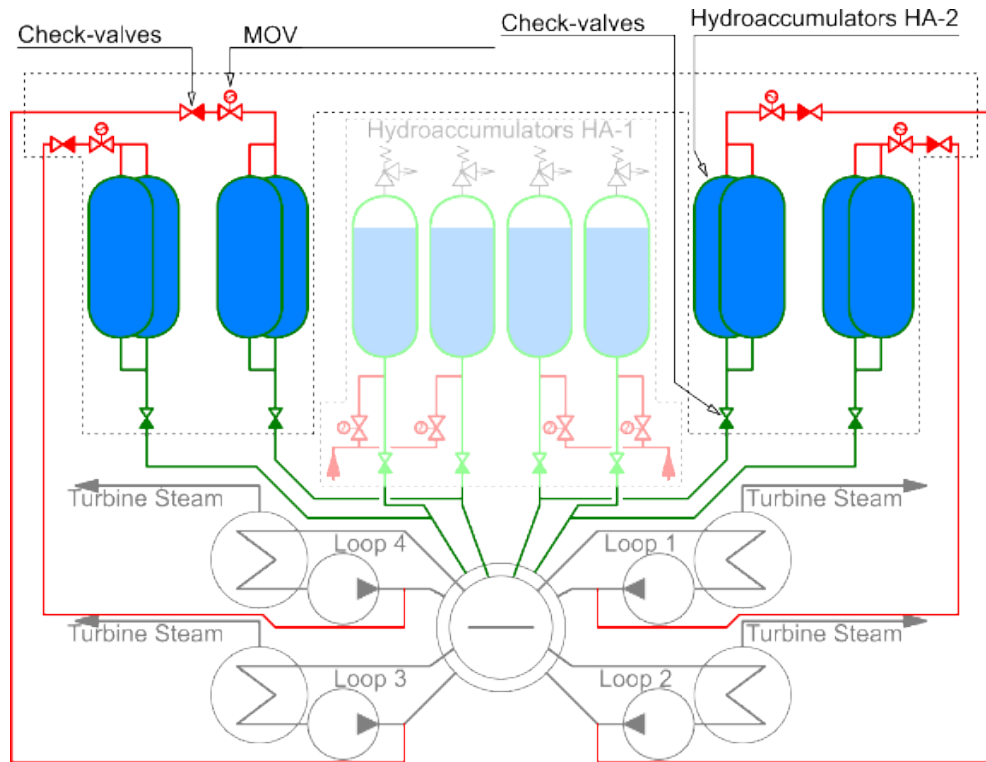 Check-valves
MOV
Check-valves
Hydroaccumulators HA-2
Hydroaccumulators HA-1
Turbine Steam
Turbine Steam
Loop 4
Loop 1
Turbine Steam
Turbine Steam
Loop 3
Loop 2